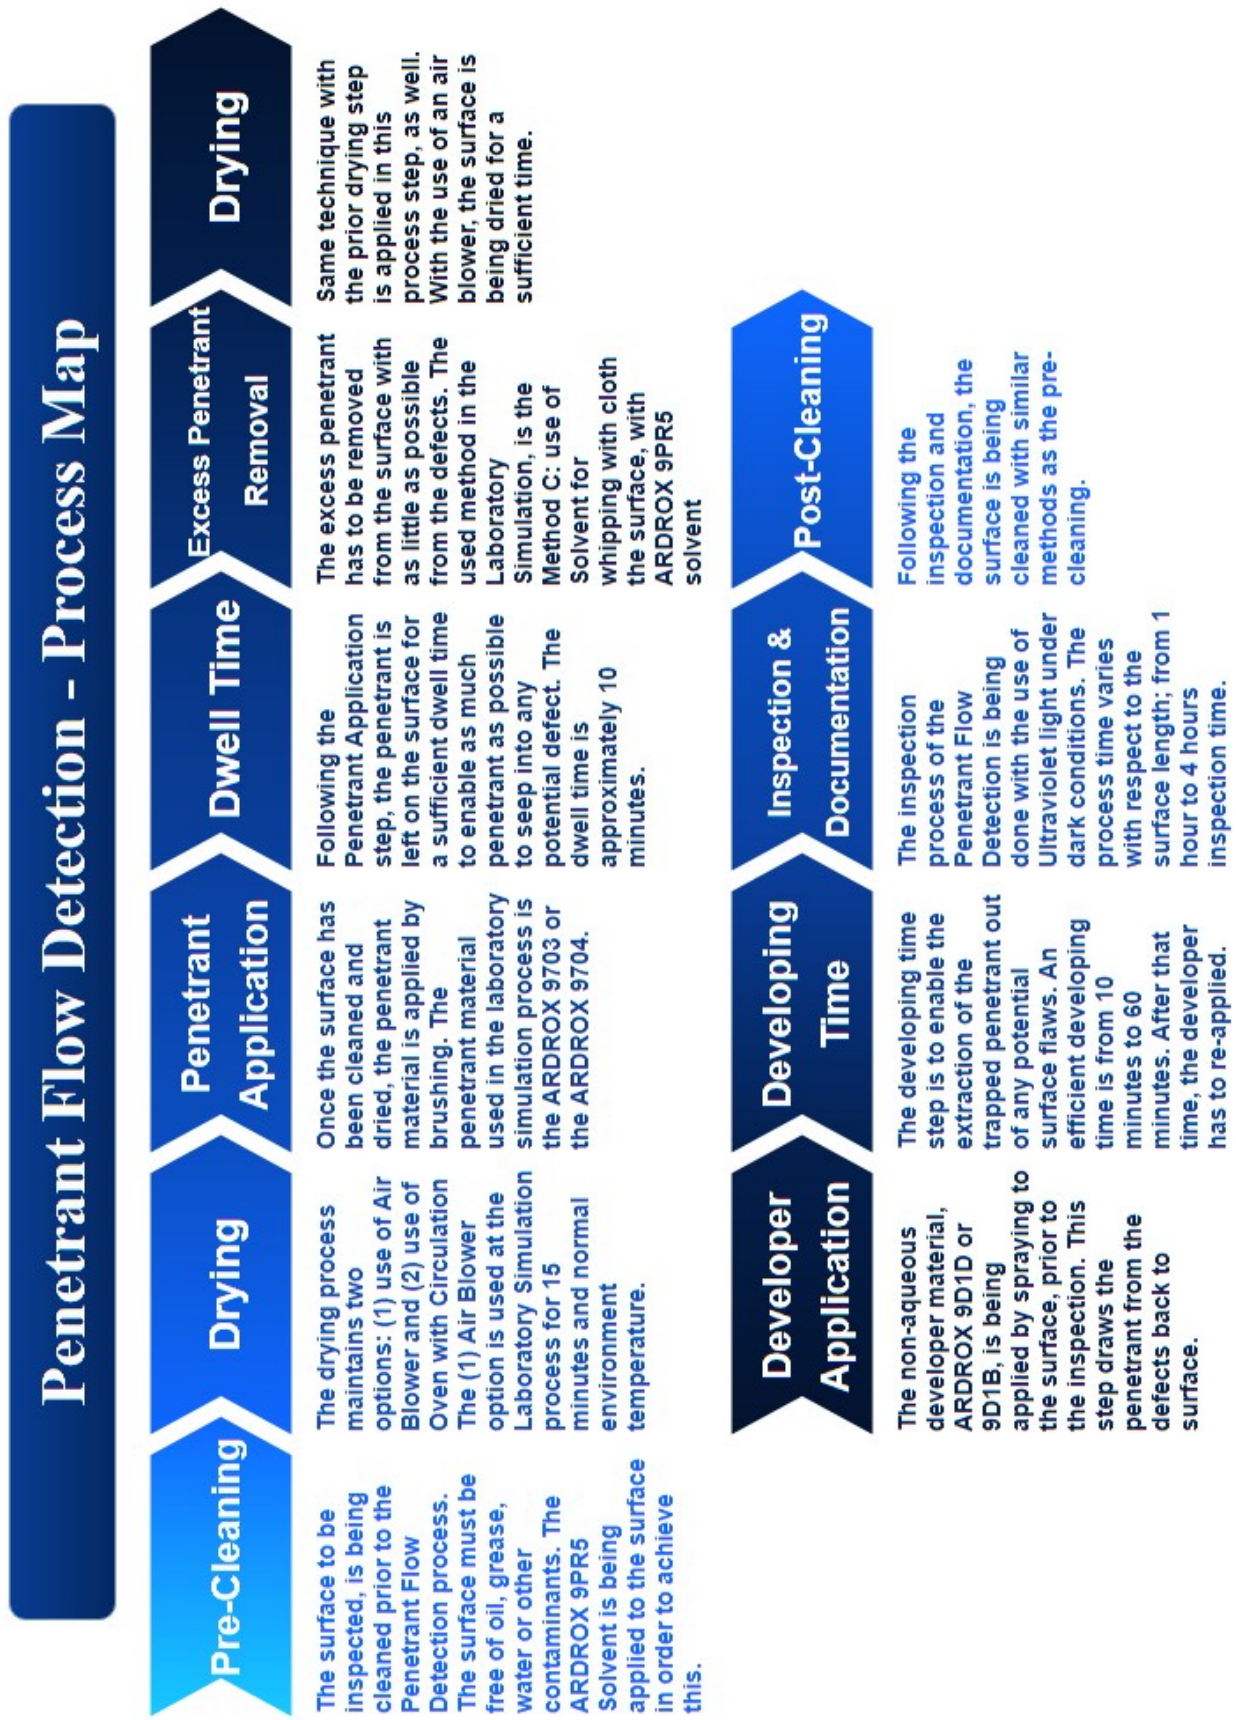 Penetrant Flow Detection - Process Map
Pre-Cleaning
The surface to be
inspected, is being
cleaned prior to the
Penetrant Flow
Detection process.
The surface must be
free of oil, grease,
water or other
contaminants. The
ARDROX 9PR5
Solvent is being
applied to the surface
in order to achieve
this.
Drying
The drying process
maintains two
options: (1) use of Air
Blower and (2) use of
Oven with Circulation
The (1) Air Blower
option is used at the
Laboratory Simulation
process for 15
minutes and normal
environment
temperature.
Penetrant
Application
Once the surface has
been cleaned and
dried, the penetrant
material is applied by
brushing. The
penetrant material
used in the laboratory
simulation process is
the ARDROX 9703 or
the ARDROX 9704.
Dwell Time
Following the
Penetrant Application
step, the penetrant is
left on the surface for
a sufficient dwell time
to enable as much
penetrant as possible
to seep into any
potential defect. The
dwell time is
approximately 10
minutes.
Excess Penetrant
Removal
The excess penetrant
has to be removed
from the surface with
as little as possible
from the defects. The
used method in the
Laboratory
Simulation, is the
Method C: use of
Solvent for
whipping with cloth
the surface, with
ARDROX 9PR5
solvent
Drying
Same technique with
the prior drying step
is applied in this
process step, as well.
With the use of an air
blower, the surface is
being dried for a
sufficient time.
Developer
Application
The non-aqueous
developer material,
ARDROX 9D1D or
9D1B, is being
applied by spraying to
the surface, prior to
the inspection. This
step draws the
penetrant from the
defects back to
surface.
Developing
Time
The developing time
step is to enable the
extraction of the
trapped penetrant out
of any potential
surface flaws. An
efficient developing
time is from 10
minutes to 60
minutes. After that
time, the developer
has to re-applied.
Inspection &
Documentation
The inspection
process of the
Penetrant Flow
Detection is being
done with the use of
Ultraviolet light under
dark conditions. The
process time varies
with respect to the
surface length; from 1
hour to 4 hours
inspection time.
Post-Cleaning
Following the
inspection and
documentation, the
surface is being
cleaned with similar
methods as the pre-
cleaning.